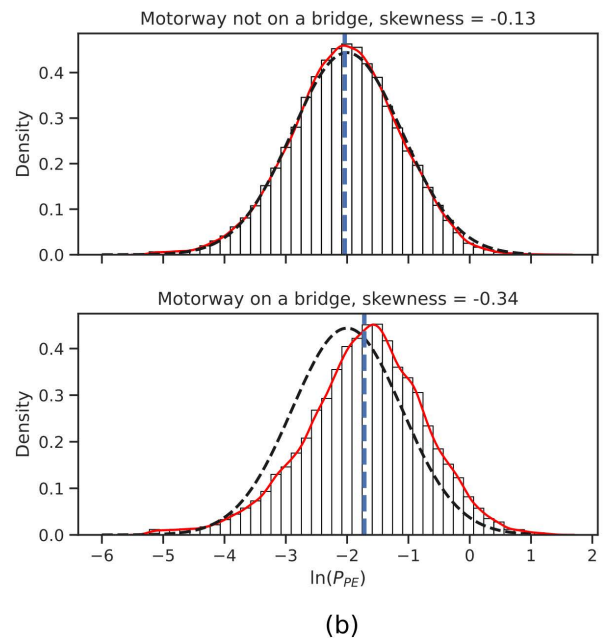 Motorway not on a bridge, skewness = -0.13
Density
0.4
0.3
0.2
0.1
0.0
Motorway on a bridge, skewness = -0.34
Density
0.4
0.3
0.2
0.1
0.0
−6 −5 −4 −3 −2 −1 0 1 2
ln(P_PE)
(b)